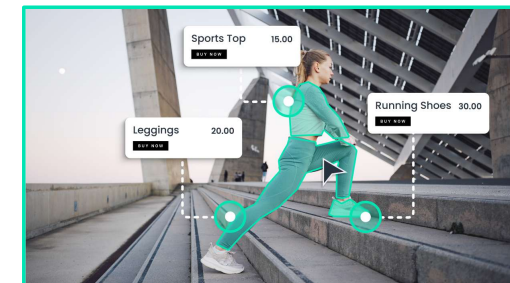 Sports Top 15.00
BUY NOW
Running Shoes 30.00
BUY NOW
Leggings 20.00
BUY NOW